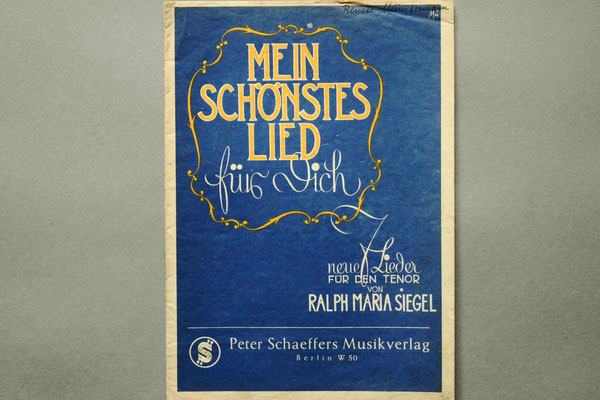 MEIN
SCHÖNSTES
LIED
für Dich
7
neue Lieder
FÜR DEN TENOR
VON
RALPH MARIA SIEGEL
Peter Schaeffers Musikverlag
Berlin W 50